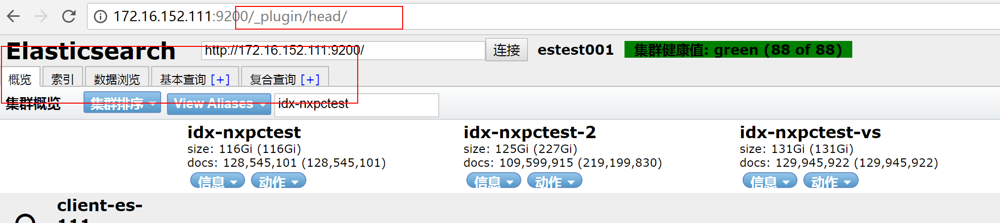 172.16.152.111:9200/_plugin/head/
Elasticsearch http://172.16.152.111:9200/ 连接 estest001 集群健康值: green (88 of 88)
概览 索引 数据浏览 基本查询 [+] 复合查询 [+]
集群概览 集群排序 View Aliases idx-nxpctest
idx-nxpctest idx-nxpctest-2 idx-nxpctest-vs
size: 116Gi (116Gi) size: 125Gi (227Gi) size: 131Gi (131Gi)
docs: 128,545,101 (128,545,101) docs: 109,599,915 (219,199,830) docs: 129,945,922 (129,945,922)
信息 动作 信息 动作 信息 动作
client-es-
111